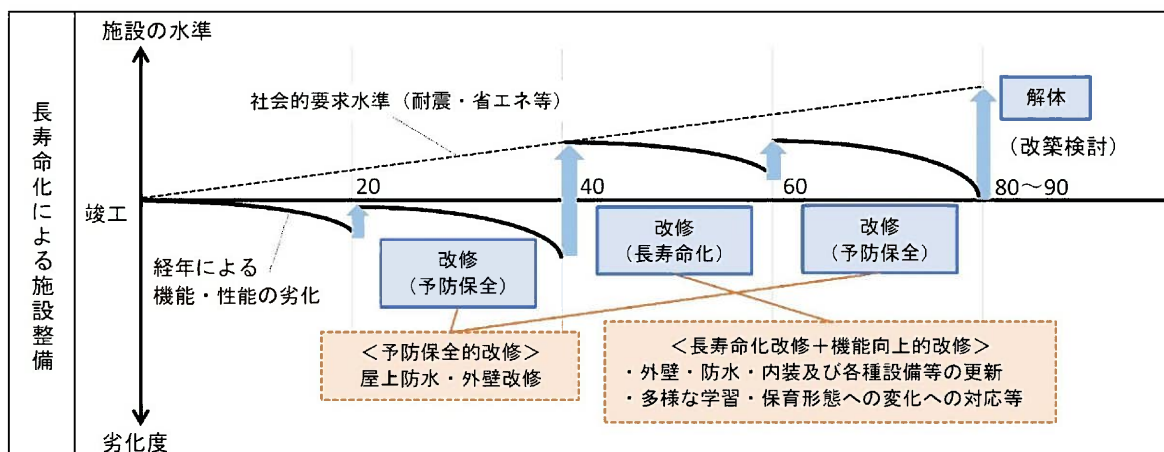 長寿命化による施設整備
施設の水準
社会的要求水準（耐震・省エネ等）
解体
（改築検討）
竣工
20
40
60
80～90
経年による
機能・性能の劣化
改修
（予防保全）
改修
（長寿命化）
改修
（予防保全）
＜予防保全的改修＞
屋上防水・外壁改修
＜長寿命化改修＋機能向上的改修＞
・外壁・防水・内装及び各種設備等の更新
・多様な学習・保育形態への変化への対応等
劣化度